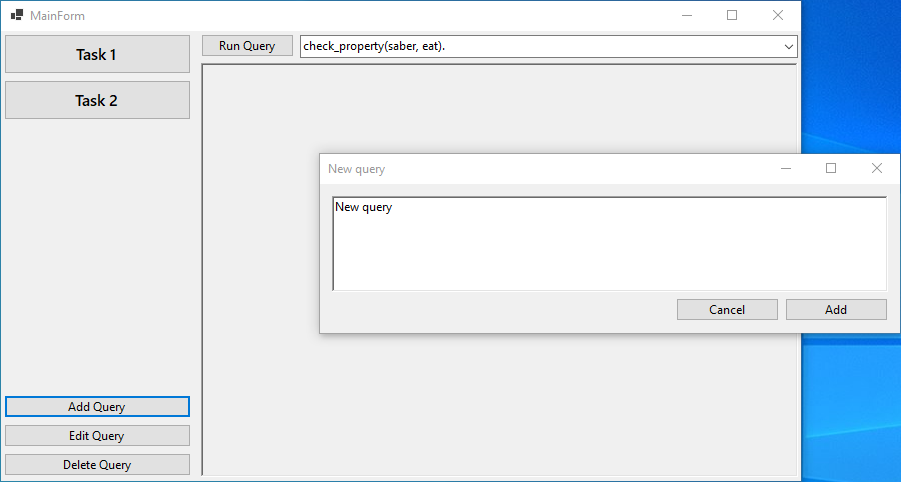 MainForm
Task 1
Task 2
Run Query
check_property(saber, eat).
New query
New query
Cancel
Add
Add Query
Edit Query
Delete Query